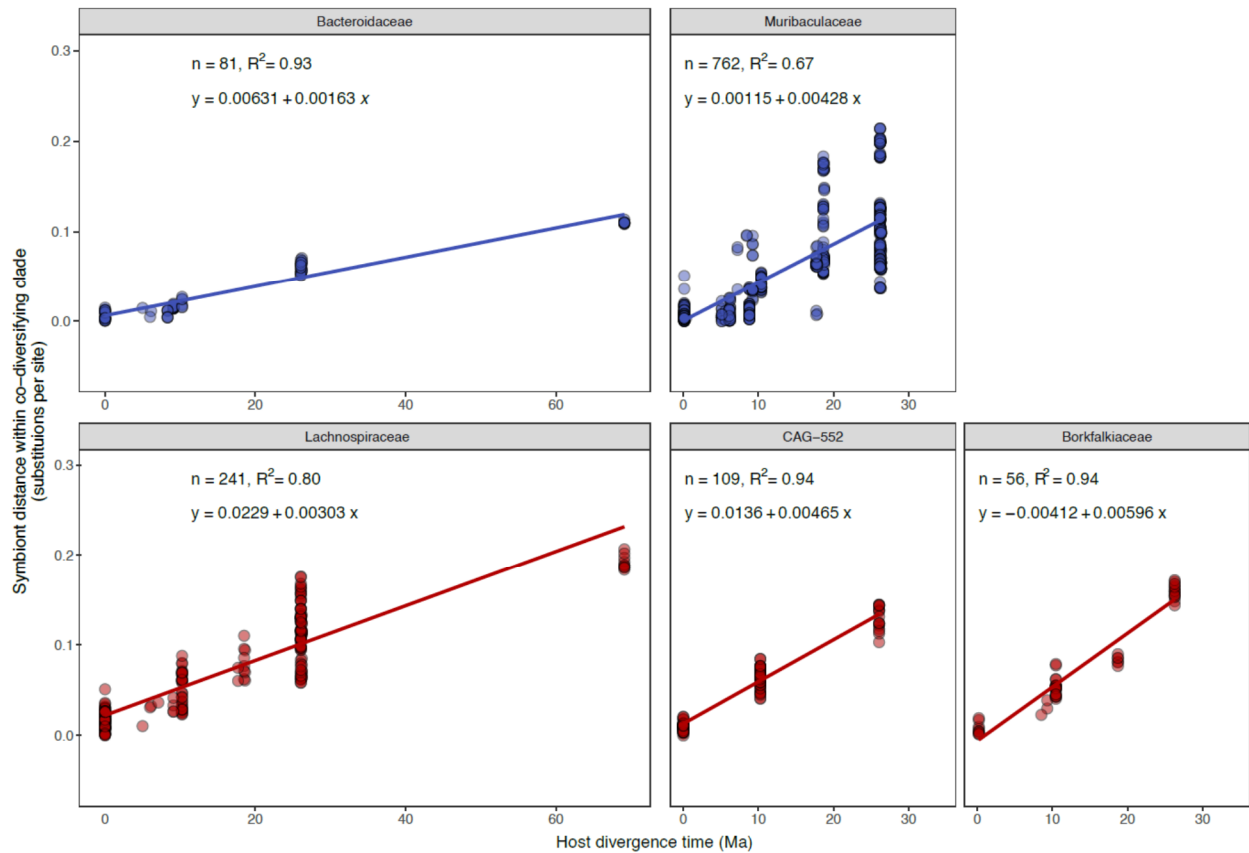 Bacteroidaceae
Muribaculaceae
n = 81, R²= 0.93
y = 0.00631 + 0.00163 x
n = 762, R²= 0.67
y = 0.00115 + 0.00428 x
0.3
0.2
0.1
0.0
0 20 40 60
0 10 20 30
Symbiont distance within co−diversifying clade
(substituions per site)
Lachnospiraceae
CAG−552
Borkfalkiaceae
n = 241, R²= 0.80
y = 0.0229 + 0.00303 x
n = 109, R²= 0.94
y = 0.0136 + 0.00465 x
n = 56, R²= 0.94
y = −0.00412 + 0.00596 x
0.3
0.2
0.1
0.0
0 20 40 60
0 10 20 30
0 10 20 30
Host divergence time (Ma)